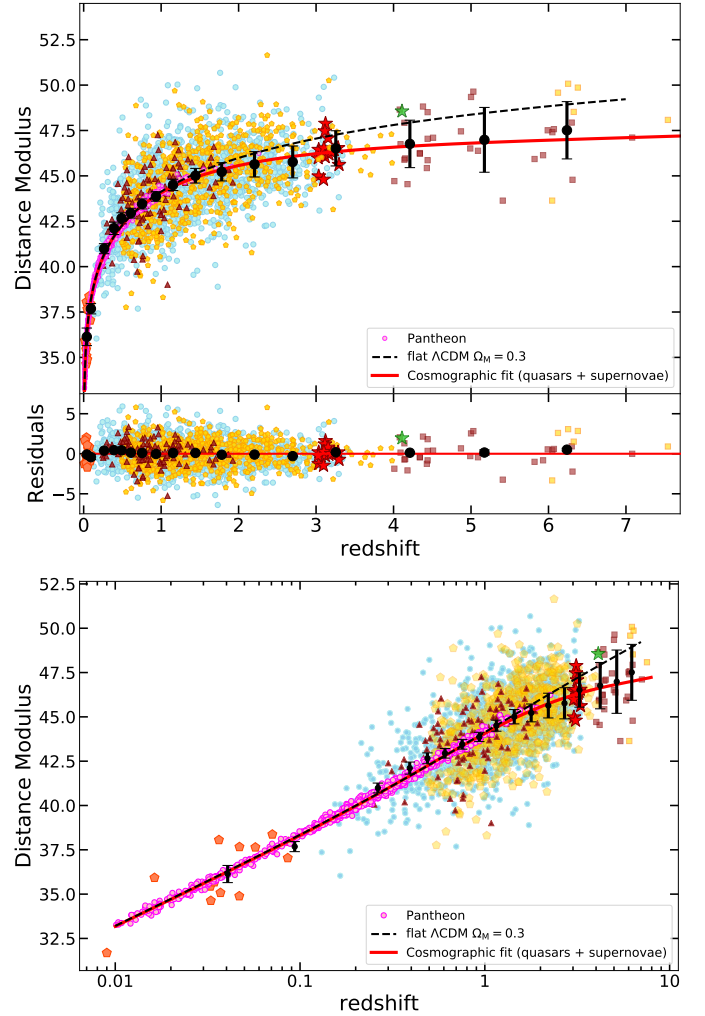 52.5
50.0
47.5
45.0
42.5
40.0
37.5
35.0
Distance Modulus
Pantheon
flat ΛCDM Ω_M = 0.3
Cosmographic fit (quasars + supernovae)
5
0
−5
Residuals
0 1 2 3 4 5 6 7
redshift
52.5
50.0
47.5
45.0
42.5
40.0
37.5
35.0
32.5
Distance Modulus
Pantheon
flat ΛCDM Ω_M = 0.3
Cosmographic fit (quasars + supernovae)
0.01 0.1 1 10
redshift